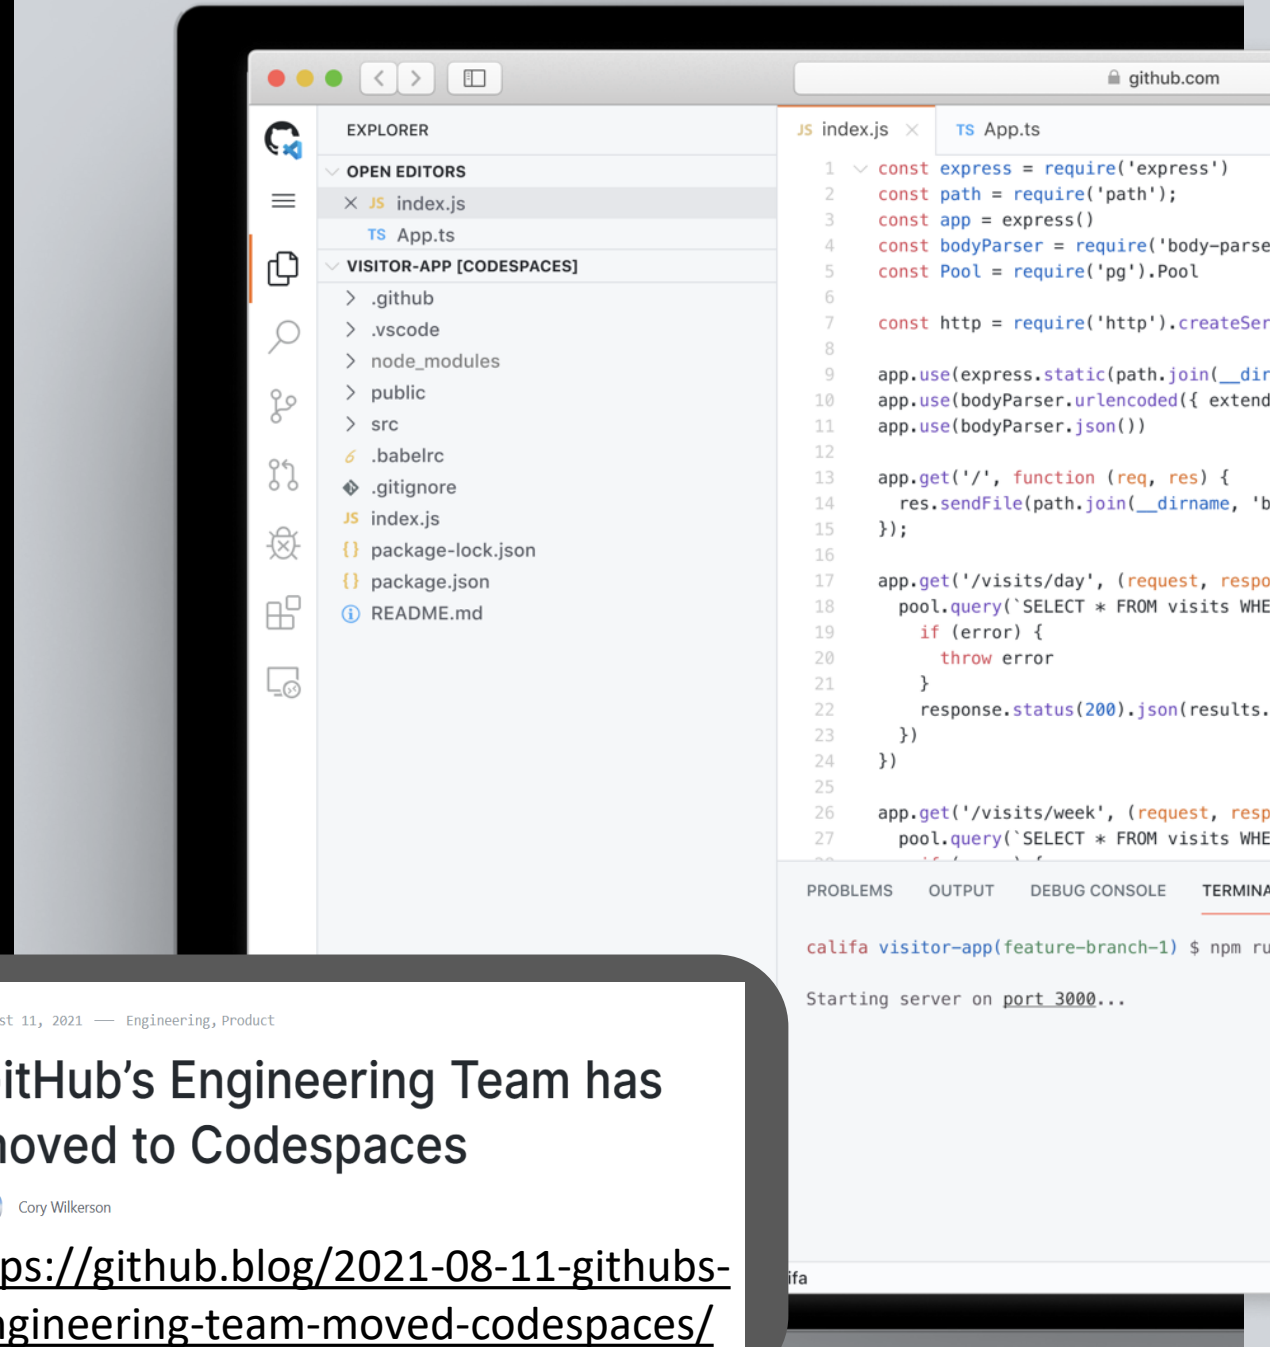 github.com
EXPLORER
OPEN EDITORS
JS index.js
TS App.ts
VISITOR-APP [CODESPACES]
.github
.vscode
node_modules
public
src
.babelrc
.gitignore
JS index.js
{} package-lock.json
{} package.json
README.md
JS index.js
TS App.ts
1 const express = require('express')
2 const path = require('path');
3 const app = express()
4 const bodyParser = require('body-parse
5 const Pool = require('pg').Pool
6
7 const http = require('http').createSer
8
9 app.use(express.static(path.join(__dir
10 app.use(bodyParser.urlencoded({ extend
11 app.use(bodyParser.json())
12
13 app.get('/', function (req, res) {
14 res.sendFile(path.join(__dirname, 'b
15 });
16
17 app.get('/visits/day', (request, respo
18 pool.query(`SELECT * FROM visits WHE
19 if (error) {
20 throw error
21 }
22 response.status(200).json(results.
23 })
24 })
25
26 app.get('/visits/week', (request, resp
27 pool.query(`SELECT * FROM visits WHE
PROBLEMS OUTPUT DEBUG CONSOLE TERMINA
califa visitor-app(feature-branch-1) $ npm ru
Starting server on port 3000...
ifa
st 11, 2021 — Engineering, Product
itHub's Engineering Team has
oved to Codespaces
Cory Wilkerson
ps://github.blog/2021-08-11-githubs-
gineering-team-moved-codespaces/